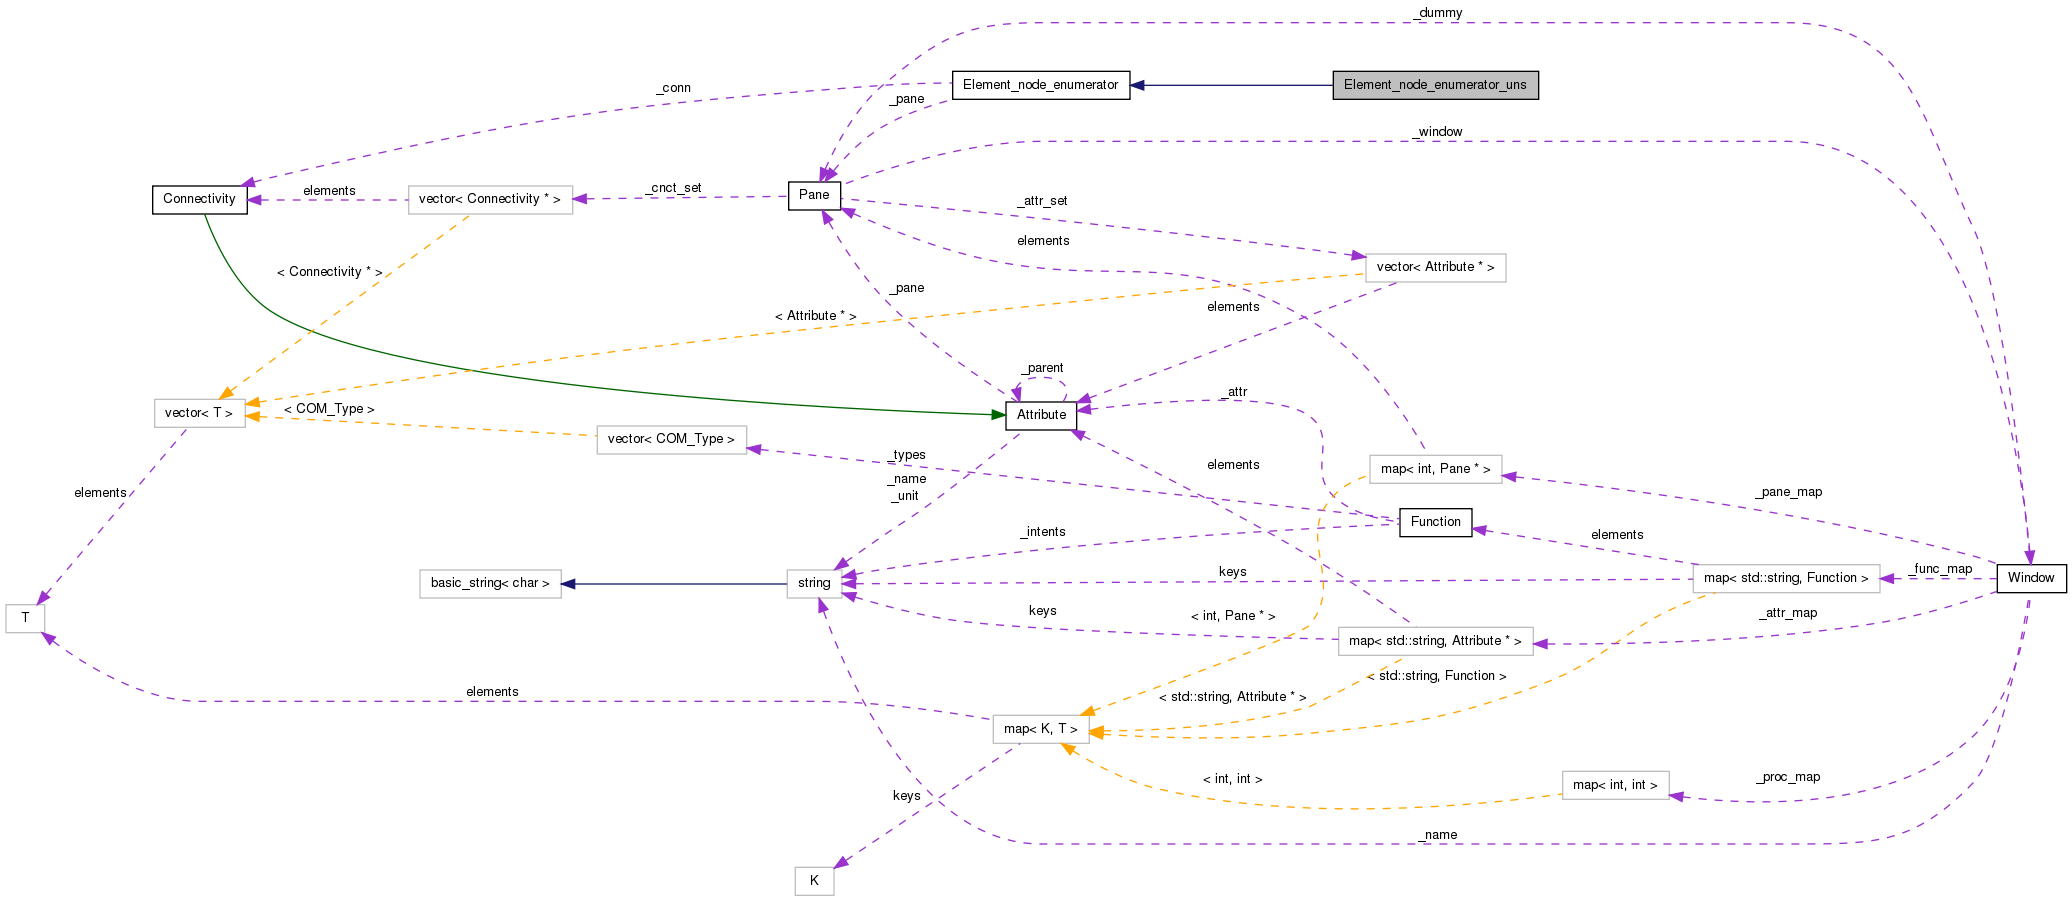 _dummy
Element_node_enumerator
Element_node_enumerator_uns
_conn
_pane
_window
Connectivity
elements
vector< Connectivity * >
_cnct_set
Pane
_attr_set
elements
vector< Attribute * >
< Connectivity * >
_pane
elements
< Attribute * >
_parent
_attr
vector< T >
< COM_Type >
Attribute
vector< COM_Type >
_types
elements
map< int, Pane * >
elements
_name
_unit
_pane_map
Function
_intents
elements
basic_string< char >
string
keys
map< std::string, Function >
_func_map
Window
T
keys
< int, Pane * >
_attr_map
map< std::string, Attribute * >
elements
< std::string, Attribute * >
< std::string, Function >
map< K, T >
< int, int >
map< int, int >
_proc_map
keys
_name
K